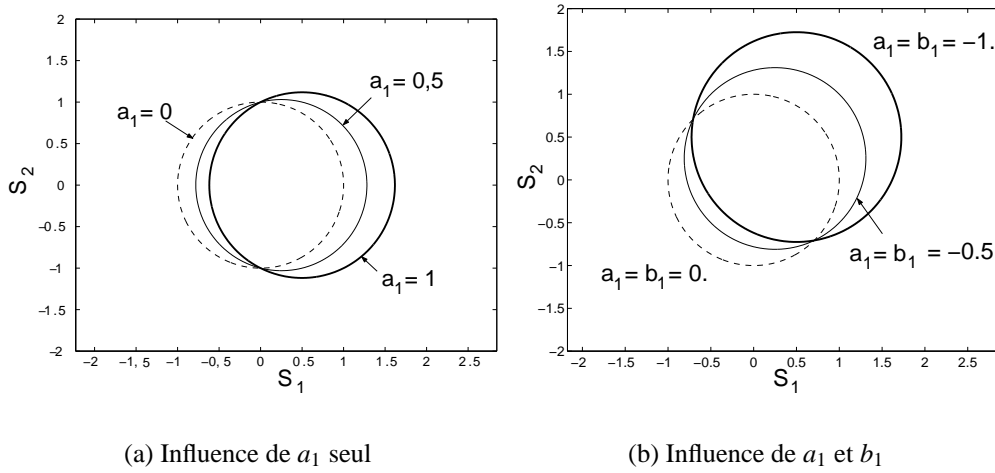 2
1.5
1
0.5
0
−0.5
−1
−1.5
−2
S2
a1= 0
a1= 0,5
a1= 1
−2 −1, 5 −1 −0, 5 0 0.5 1 1.5 2 2.5
S1
(a) Influence de a1 seul
2
1.5
1
0.5
0
−0.5
−1
−1.5
−2
S2
a1= b1= −1.
a1= b1 = −0.5
a1= b1= 0.
−2 −1.5 −1 −0.5 0 0.5 1 1.5 2 2.5
S1
(b) Influence de a1 et b1